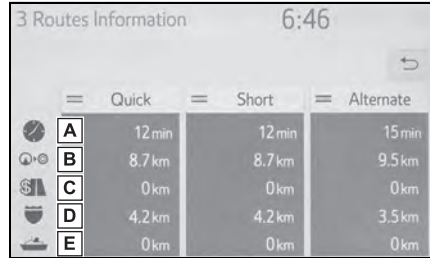 3 Routes Information 6:46
Quick Short Alternate
A 12 min 12 min 15 min
B 8.7 km 8.7 km 9.5 km
C 0 km 0 km 0 km
D 4.2 km 4.2 km 3.5 km
E 0 km 0 km 0 km